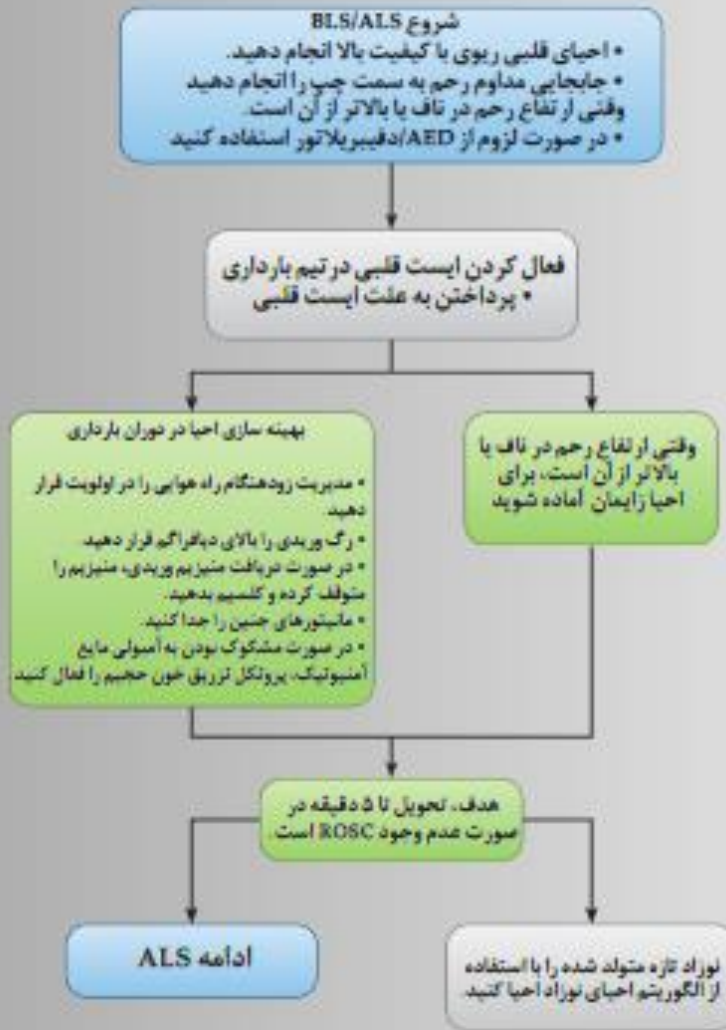 شروع BLS/ALS
• احیای قلبی ریوی با کیفیت بالا انجام دهید.
• جابجایی مداوم رحم به سمت چپ را انجام دهید
وقتی ارتفاع رحم در ناف یا بالاتر از آن است.
• در صورت لزوم از AED/دفیبریلاتور استفاده کنید
فعال کردن ایست قلبی در تیم بارداری
• پرداختن به علت ایست قلبی
وقتی ارتفاع رحم در ناف یا
بالاتر از آن است، برای
احیا زایمان آماده شوید
بهینه سازی احیا در دوران بارداری
• مدیریت زودهنگام راه هوایی را در اولویت قرار
دهید
• رگ وریدی را بالای دیافراگم قرار دهید.
• در صورت دریافت منیزیم وریدی، منیزیم را
متوقف کرده و کلسیم بدهید.
• مانیتورهای جنین را جدا کنید.
• در صورت مشکوک بودن به آمبولی مایع
آمنیوتیک، پروتکل تزریق خون حجیم را فعال کنید
هدف، تحویل تا ۵ دقیقه در
صورت عدم وجود ROSC است.
نوزاد تازه متولد شده را با استفاده
از الگوریتم احیای نوزاد احیا کنید.
ادامه ALS